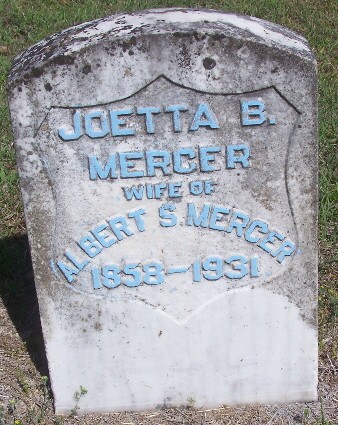 JOETTA B.
MERCER
WIFE OF
ALBERT S. MERCER
1858-1931